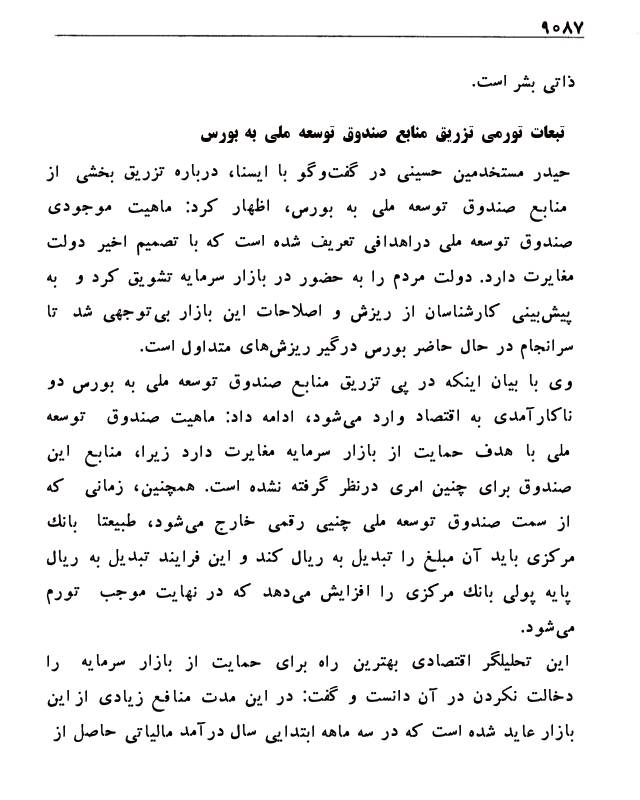 ۹۰۸۷
ذاتی بشر است.
تبعات تورمی تزریق منابع صندوق توسعه ملی به بورس
حیدر مستخدمین حسینی در گفت‌وگو با ایسنا، درباره تزریق بخشی از
منابع صندوق توسعه ملی به بورس، اظهار کرد: ماهیت موجودی
صندوق توسعه ملی دراهدافی تعریف شده است که با تصمیم اخیر دولت
مغایرت دارد. دولت مردم را به حضور در بازار سرمایه تشویق کرد و به
پیش‌بینی کارشناسان از ریزش و اصلاحات این بازار بی‌توجهی شد تا
سرانجام در حال حاضر بورس درگیر ریزش‌های متداول است.
وی با بیان اینکه در پی تزریق منابع صندوق توسعه ملی به بورس دو
ناکارآمدی به اقتصاد وارد می‌شود، ادامه داد: ماهیت صندوق توسعه
ملی با هدف حمایت از بازار سرمایه مغایرت دارد زیرا، منابع این
صندوق برای چنین امری درنظر گرفته نشده است. همچنین، زمانی که
از سمت صندوق توسعه ملی چنیی رقمی خارج می‌شود، طبیعتا بانك
مرکزی باید آن مبلغ را تبدیل به ریال کند و این فرایند تبدیل به ریال
پایه پولی بانك مرکزی را افزایش می‌دهد که در نهایت موجب تورم
می‌شود.
این تحلیلگر اقتصادی بهترین راه برای حمایت از بازار سرمایه را
دخالت نکردن در آن دانست و گفت: در این مدت منافع زیادی از این
بازار عاید شده است که در سه ماهه ابتدایی سال درآمد مالیاتی حاصل از